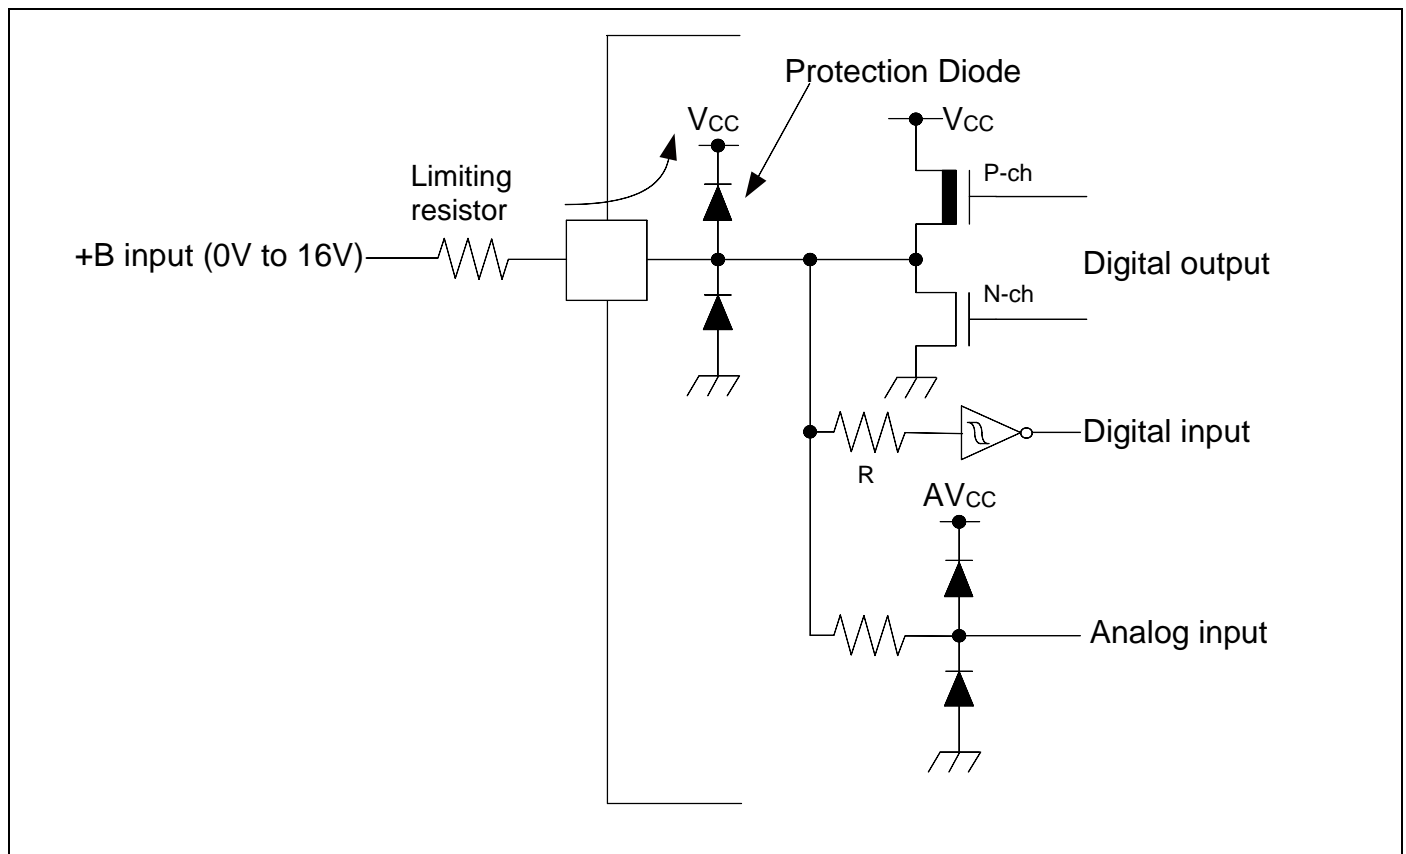 Protection Diode
VCC
VCC
P-ch
Limiting
resistor
+B input (0V to 16V)
Digital output
N-ch
Digital input
R
AVCC
Analog input